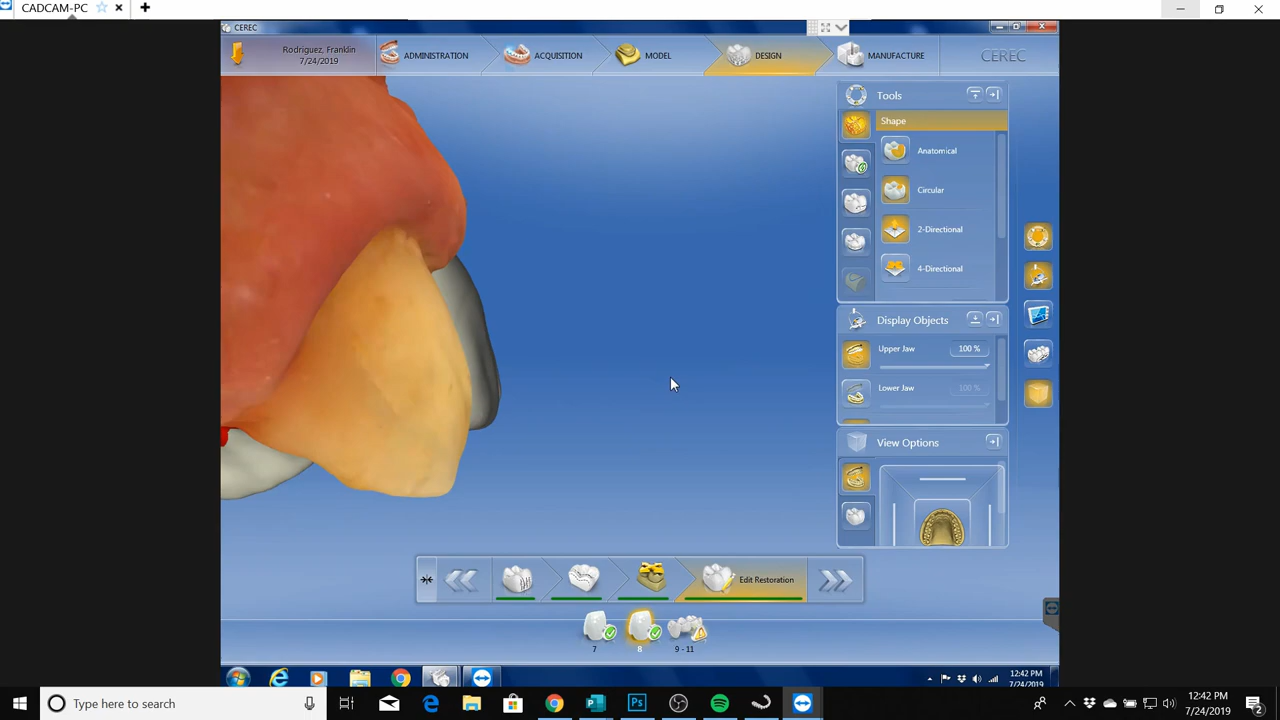 CADCAM-PC
CEREC
Rodriguez, Franklin
7/24/2019
ADMINISTRATION
ACQUISITION
MODEL
DESIGN
MANUFACTURE
CEREC
Tools
Shape
Anatomical
Circular
2-Directional
4-Directional
Display Objects
Upper Jaw 100 %
Lower Jaw 100 %
View Options
Edit Restoration
7
8
9 - 11
12:42 PM
7/24/2019
Type here to search
12:42 PM
7/24/2019
2